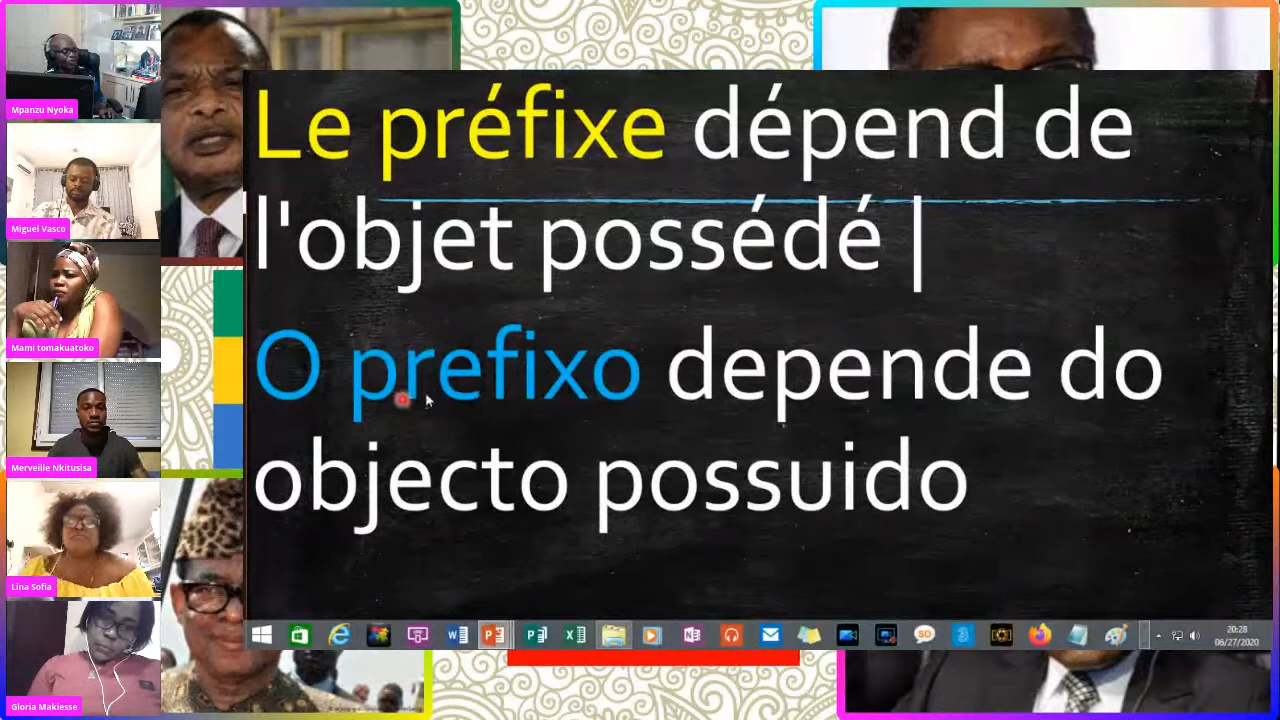 Mpanzu Nyoka
Miguel Vasco
Mami tomakuatoko
Merveille Nkitusisa
Lina Sofia
Gloria Makiesse
Le préfixe dépend de
l'objet possédé |
O prefixo depende do
objecto possuido
20:28
06/27/2020